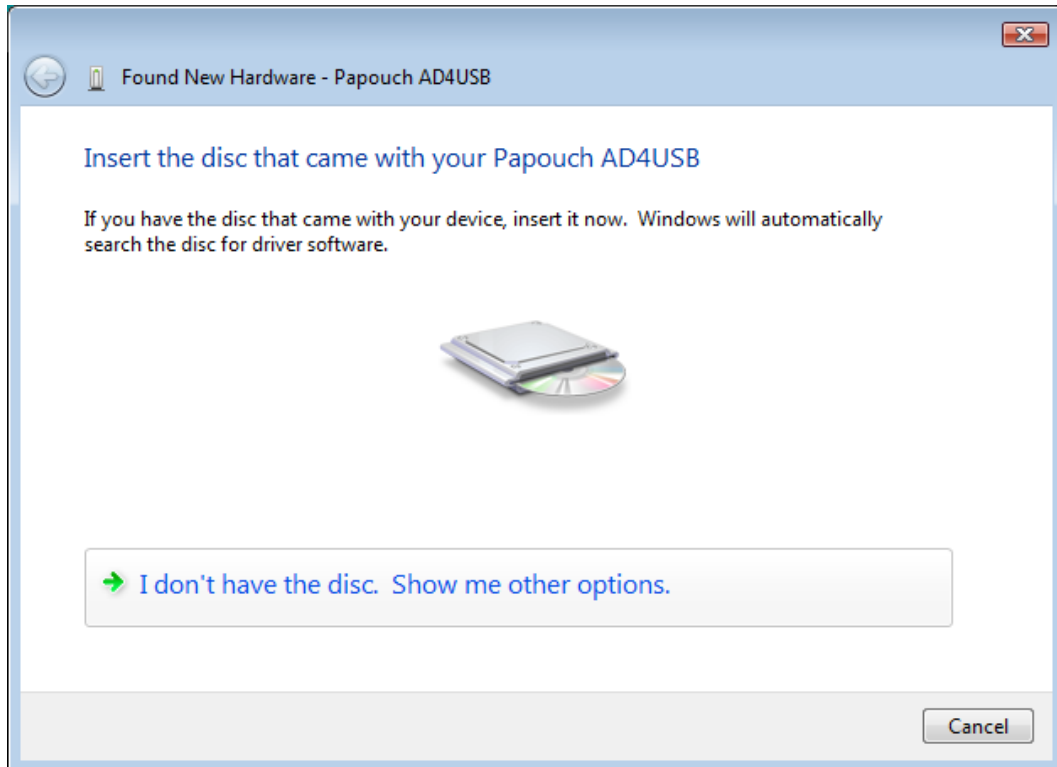 Found New Hardware - Papouch AD4USB
Insert the disc that came with your Papouch AD4USB
If you have the disc that came with your device, insert it now.  Windows will automatically
search the disc for driver software.
I don't have the disc.  Show me other options.
Cancel